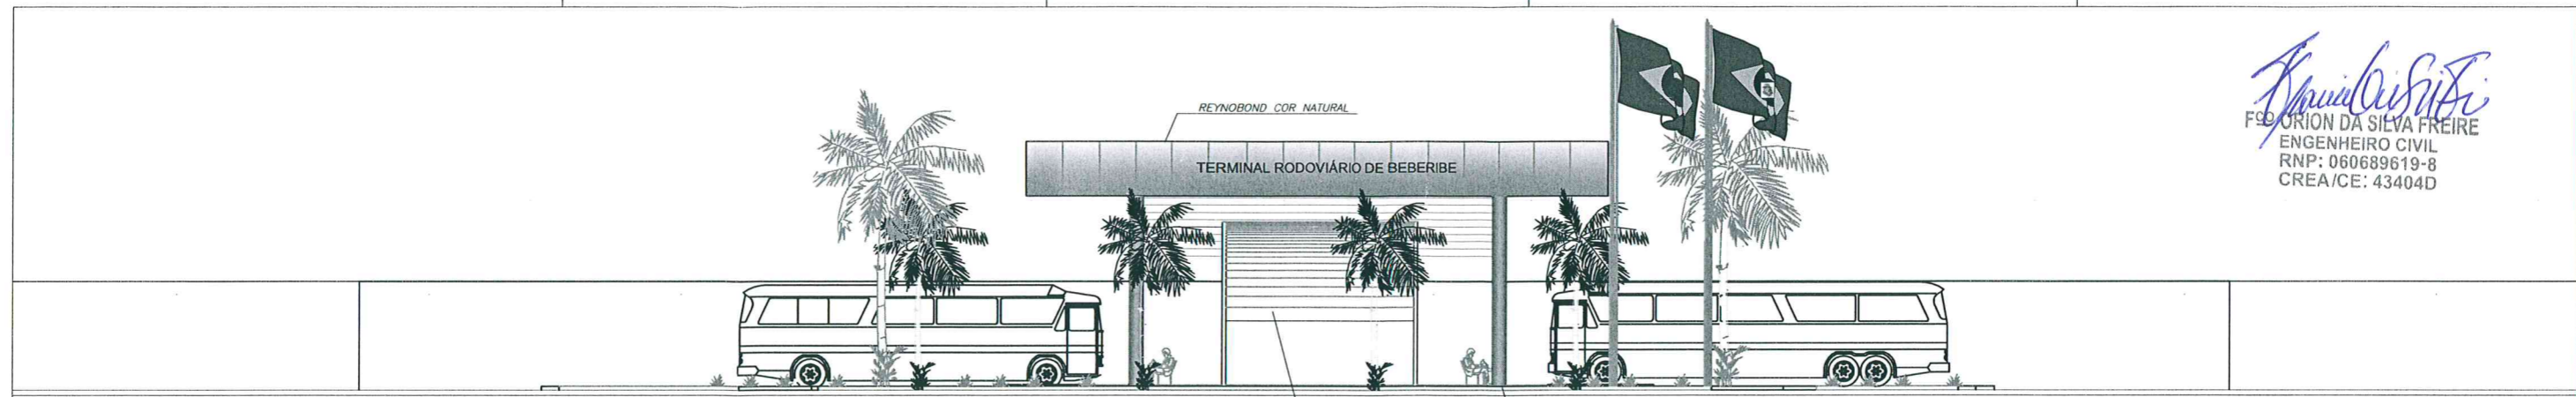 REYNOBOND COR NATURAL
TERMINAL RODOVIÁRIO DE BEBERIBE
Fºº ORION DA SILVA FREIRE
ENGENHEIRO CIVIL
RNP: 060689619-8
CREA/CE: 43404D